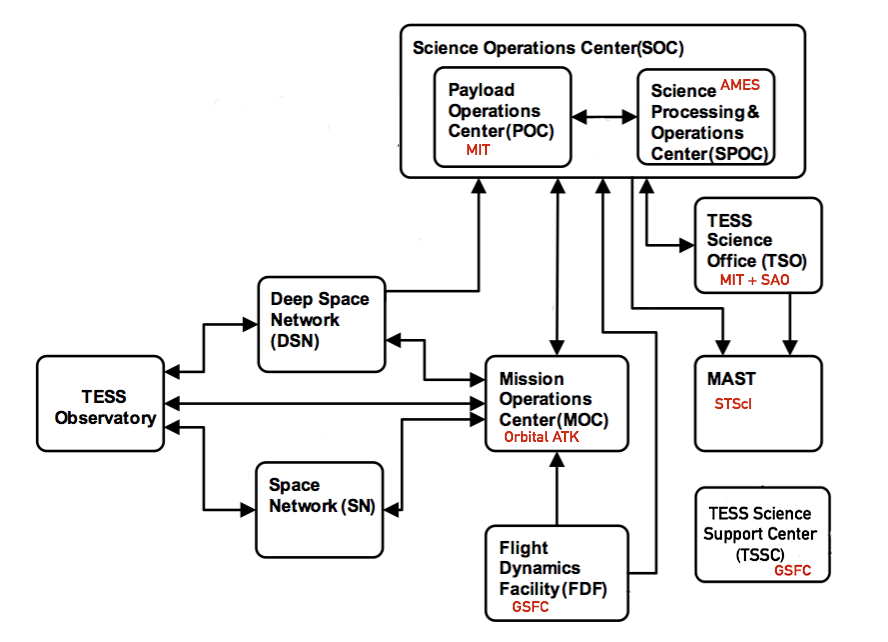 Science Operations Center(SOC)
Payload
Operations
Center(POC)
MIT
Science AMES
Processing &
Operations
Center(SPOC)
TESS
Science
Office (TSO)
MIT + SAO
Deep Space
Network
(DSN)
TESS
Observatory
Mission
Operations
Center(MOC)
Orbital ATK
MAST
STScI
Space
Network (SN)
TESS Science
Support Center
(TSSC)
GSFC
Flight
Dynamics
Facility(FDF)
GSFC